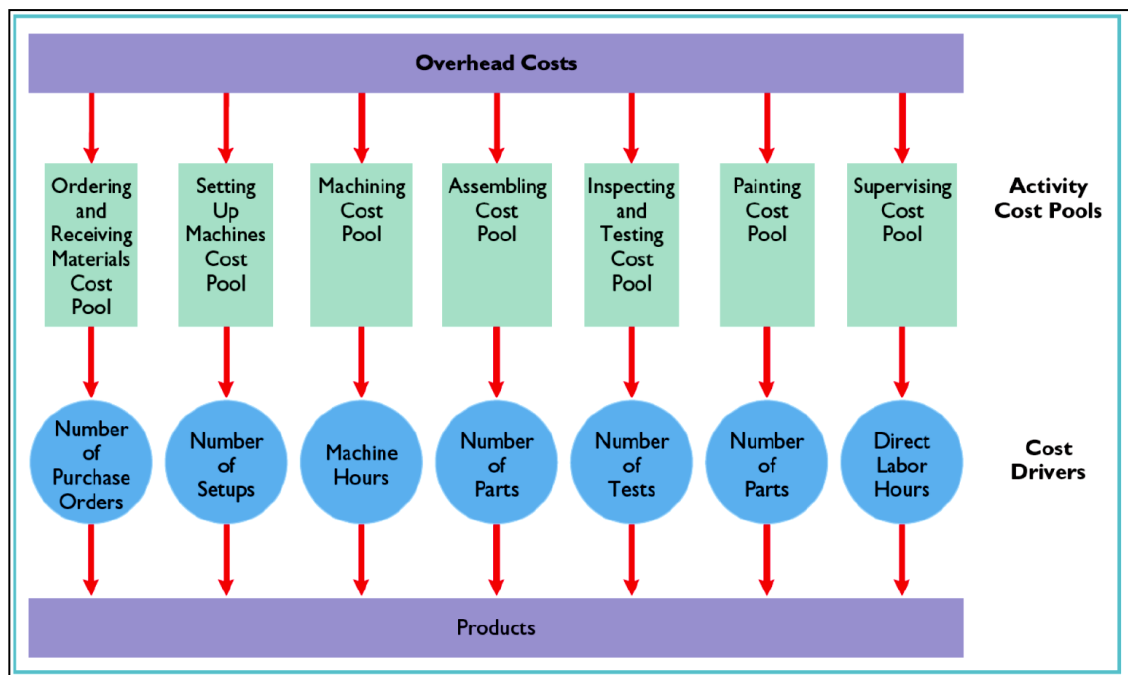 Overhead Costs
Ordering
and
Receiving
Materials
Cost
Pool
Setting
Up
Machines
Cost
Pool
Machining
Cost
Pool
Assembling
Cost
Pool
Inspecting
and
Testing
Cost
Pool
Painting
Cost
Pool
Supervising
Cost
Pool
Activity
Cost Pools
Number
of
Purchase
Orders
Number
of
Setups
Machine
Hours
Number
of
Parts
Number
of
Tests
Number
of
Parts
Direct
Labor
Hours
Cost
Drivers
Products